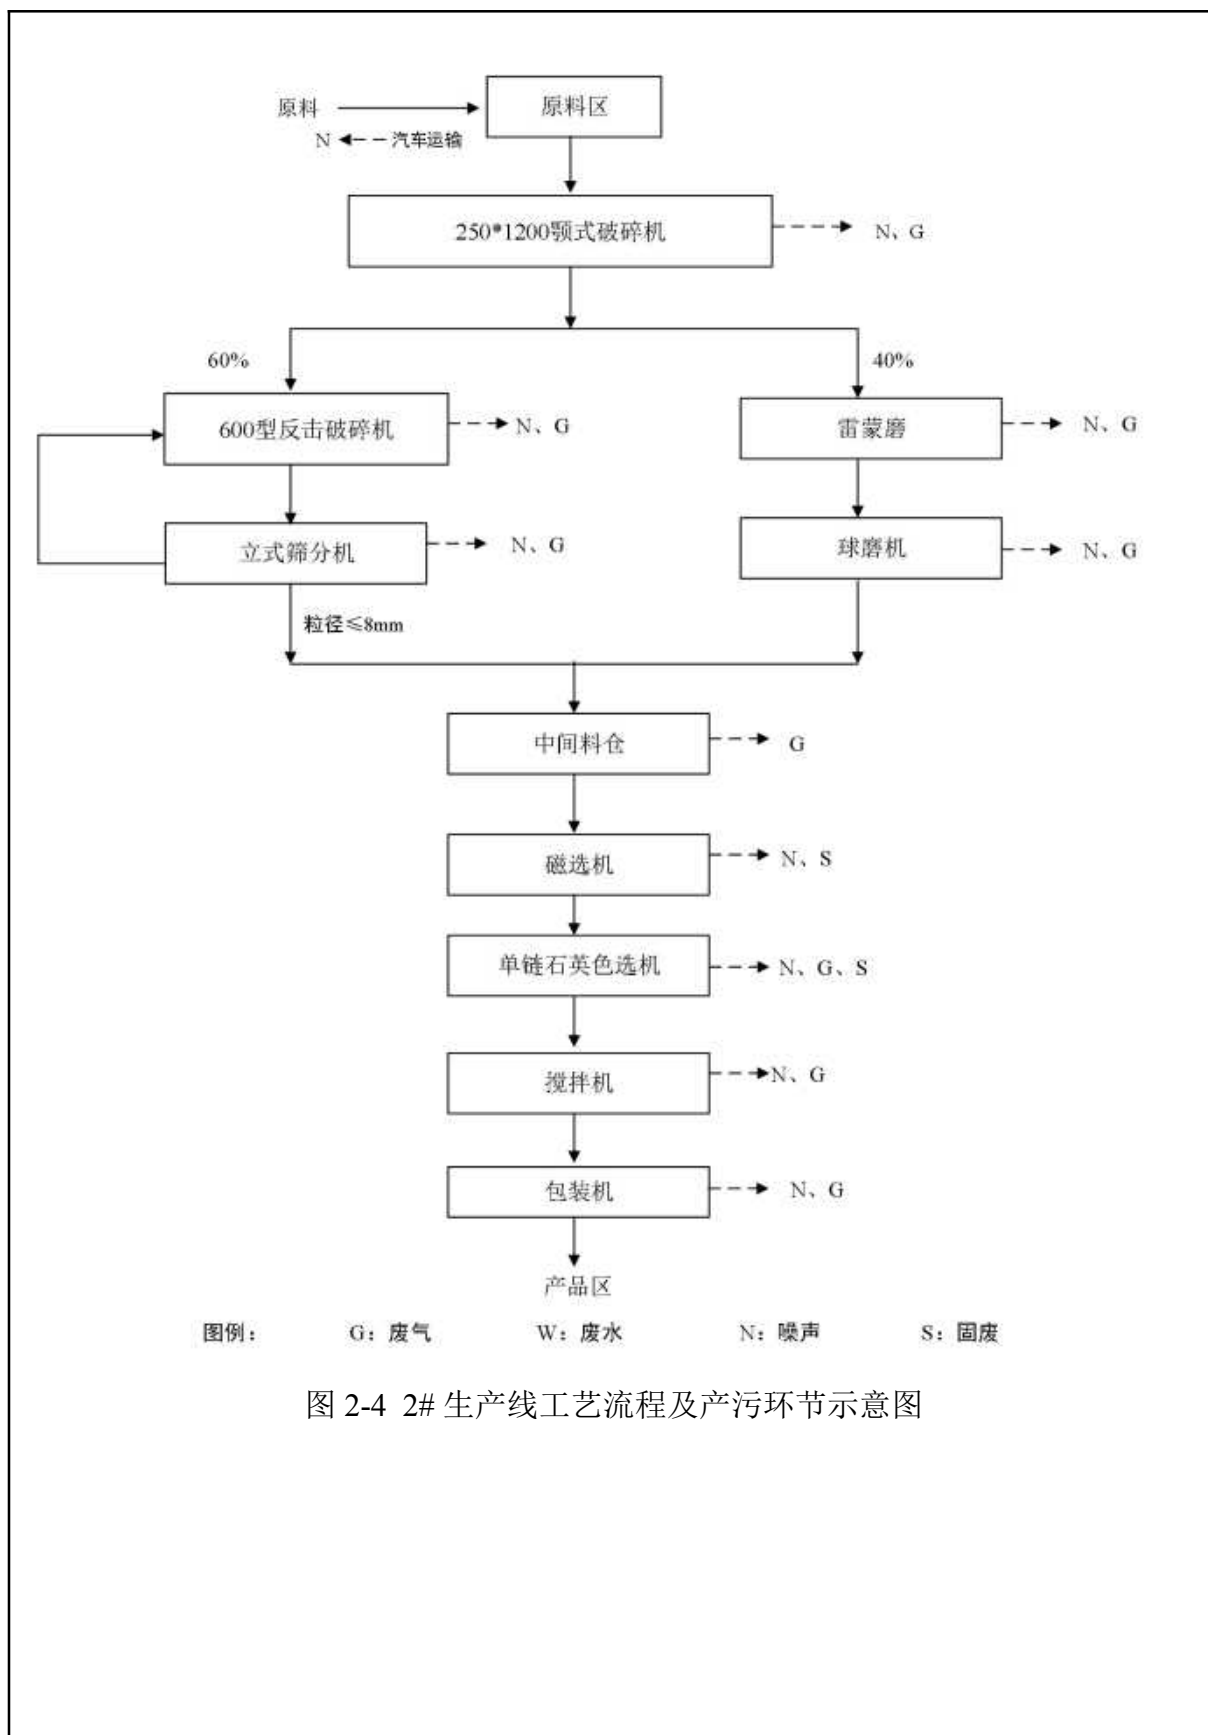 原料
原料区
N
汽车运输
250*1200颚式破碎机
N、G
60%
40%
600型反击破碎机
N、G
雷蒙磨
N、G
立式筛分机
N、G
球磨机
N、G
粒径≤8mm
中间料仓
G
磁选机
N、S
单链石英色选机
N、G、S
搅拌机
N、G
包装机
N、G
产品区
图例： G：废气 W：废水 N：噪声 S：固废
图 2-4 2# 生产线工艺流程及产污环节示意图